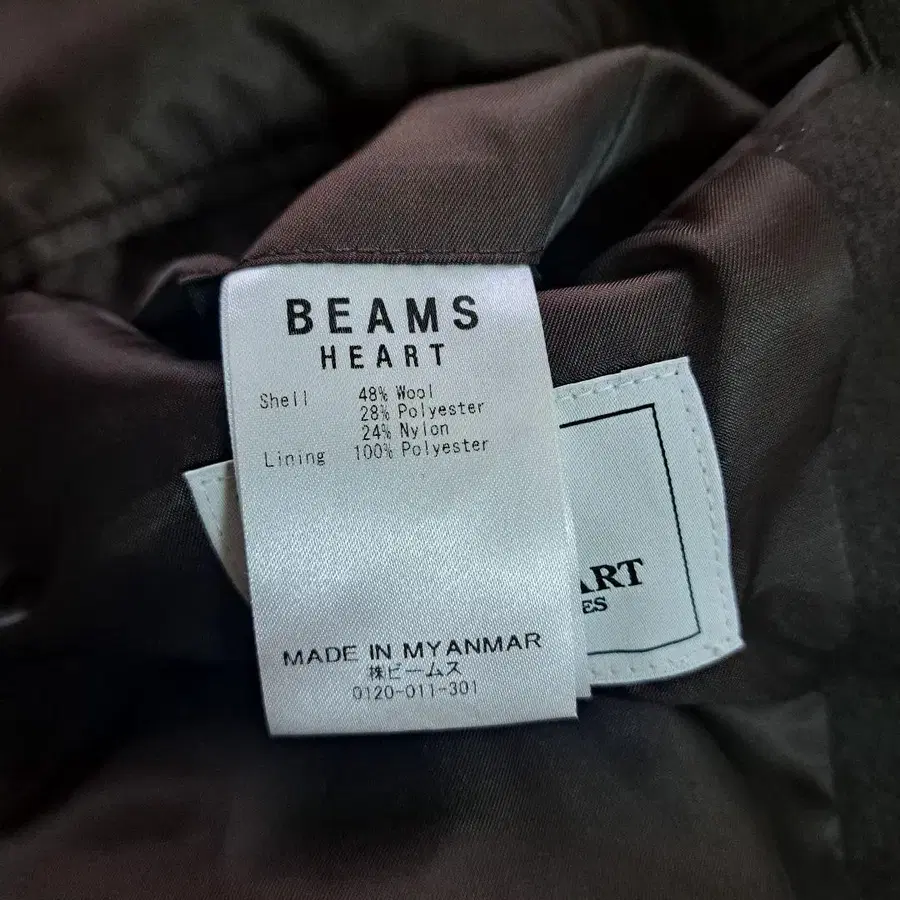 BEAMS
HEART
Shell 48% Wool
28% Polyester
24% Nylon
Lining 100% Polyester
MADE IN MYANMAR
㈱ビームス
0120-011-301
ART
ES